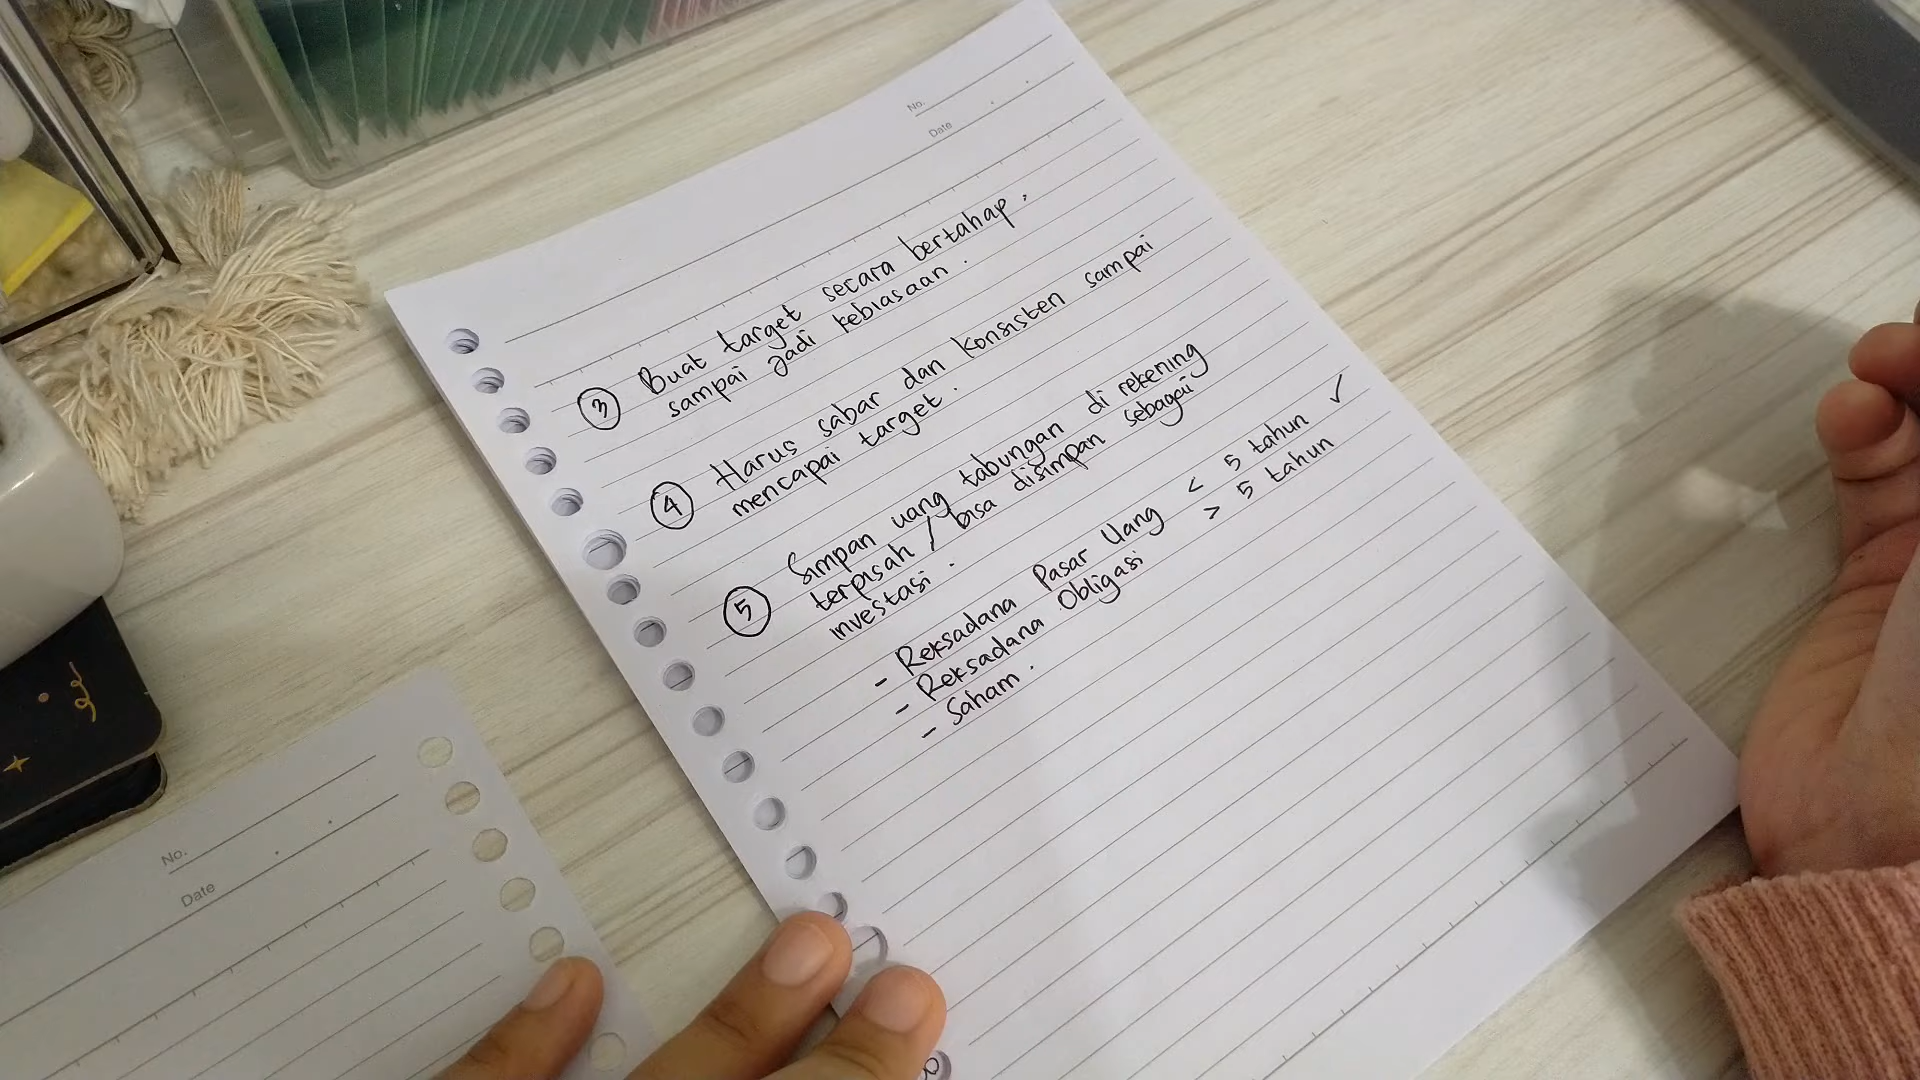 No.
Date
③ Buat target secara bertahap.
sampai jadi kebiasaan.
④ Harus sabar dan konsisten sampai
mencapai target.
⑤ Simpan uang tabungan di rekening
terpisah / bisa disimpan sebagai
investasi.
- Reksadana Pasar Uang < 5 tahun ✓
- Reksadana Obligasi > 5 tahun
- Saham.
No.
Date